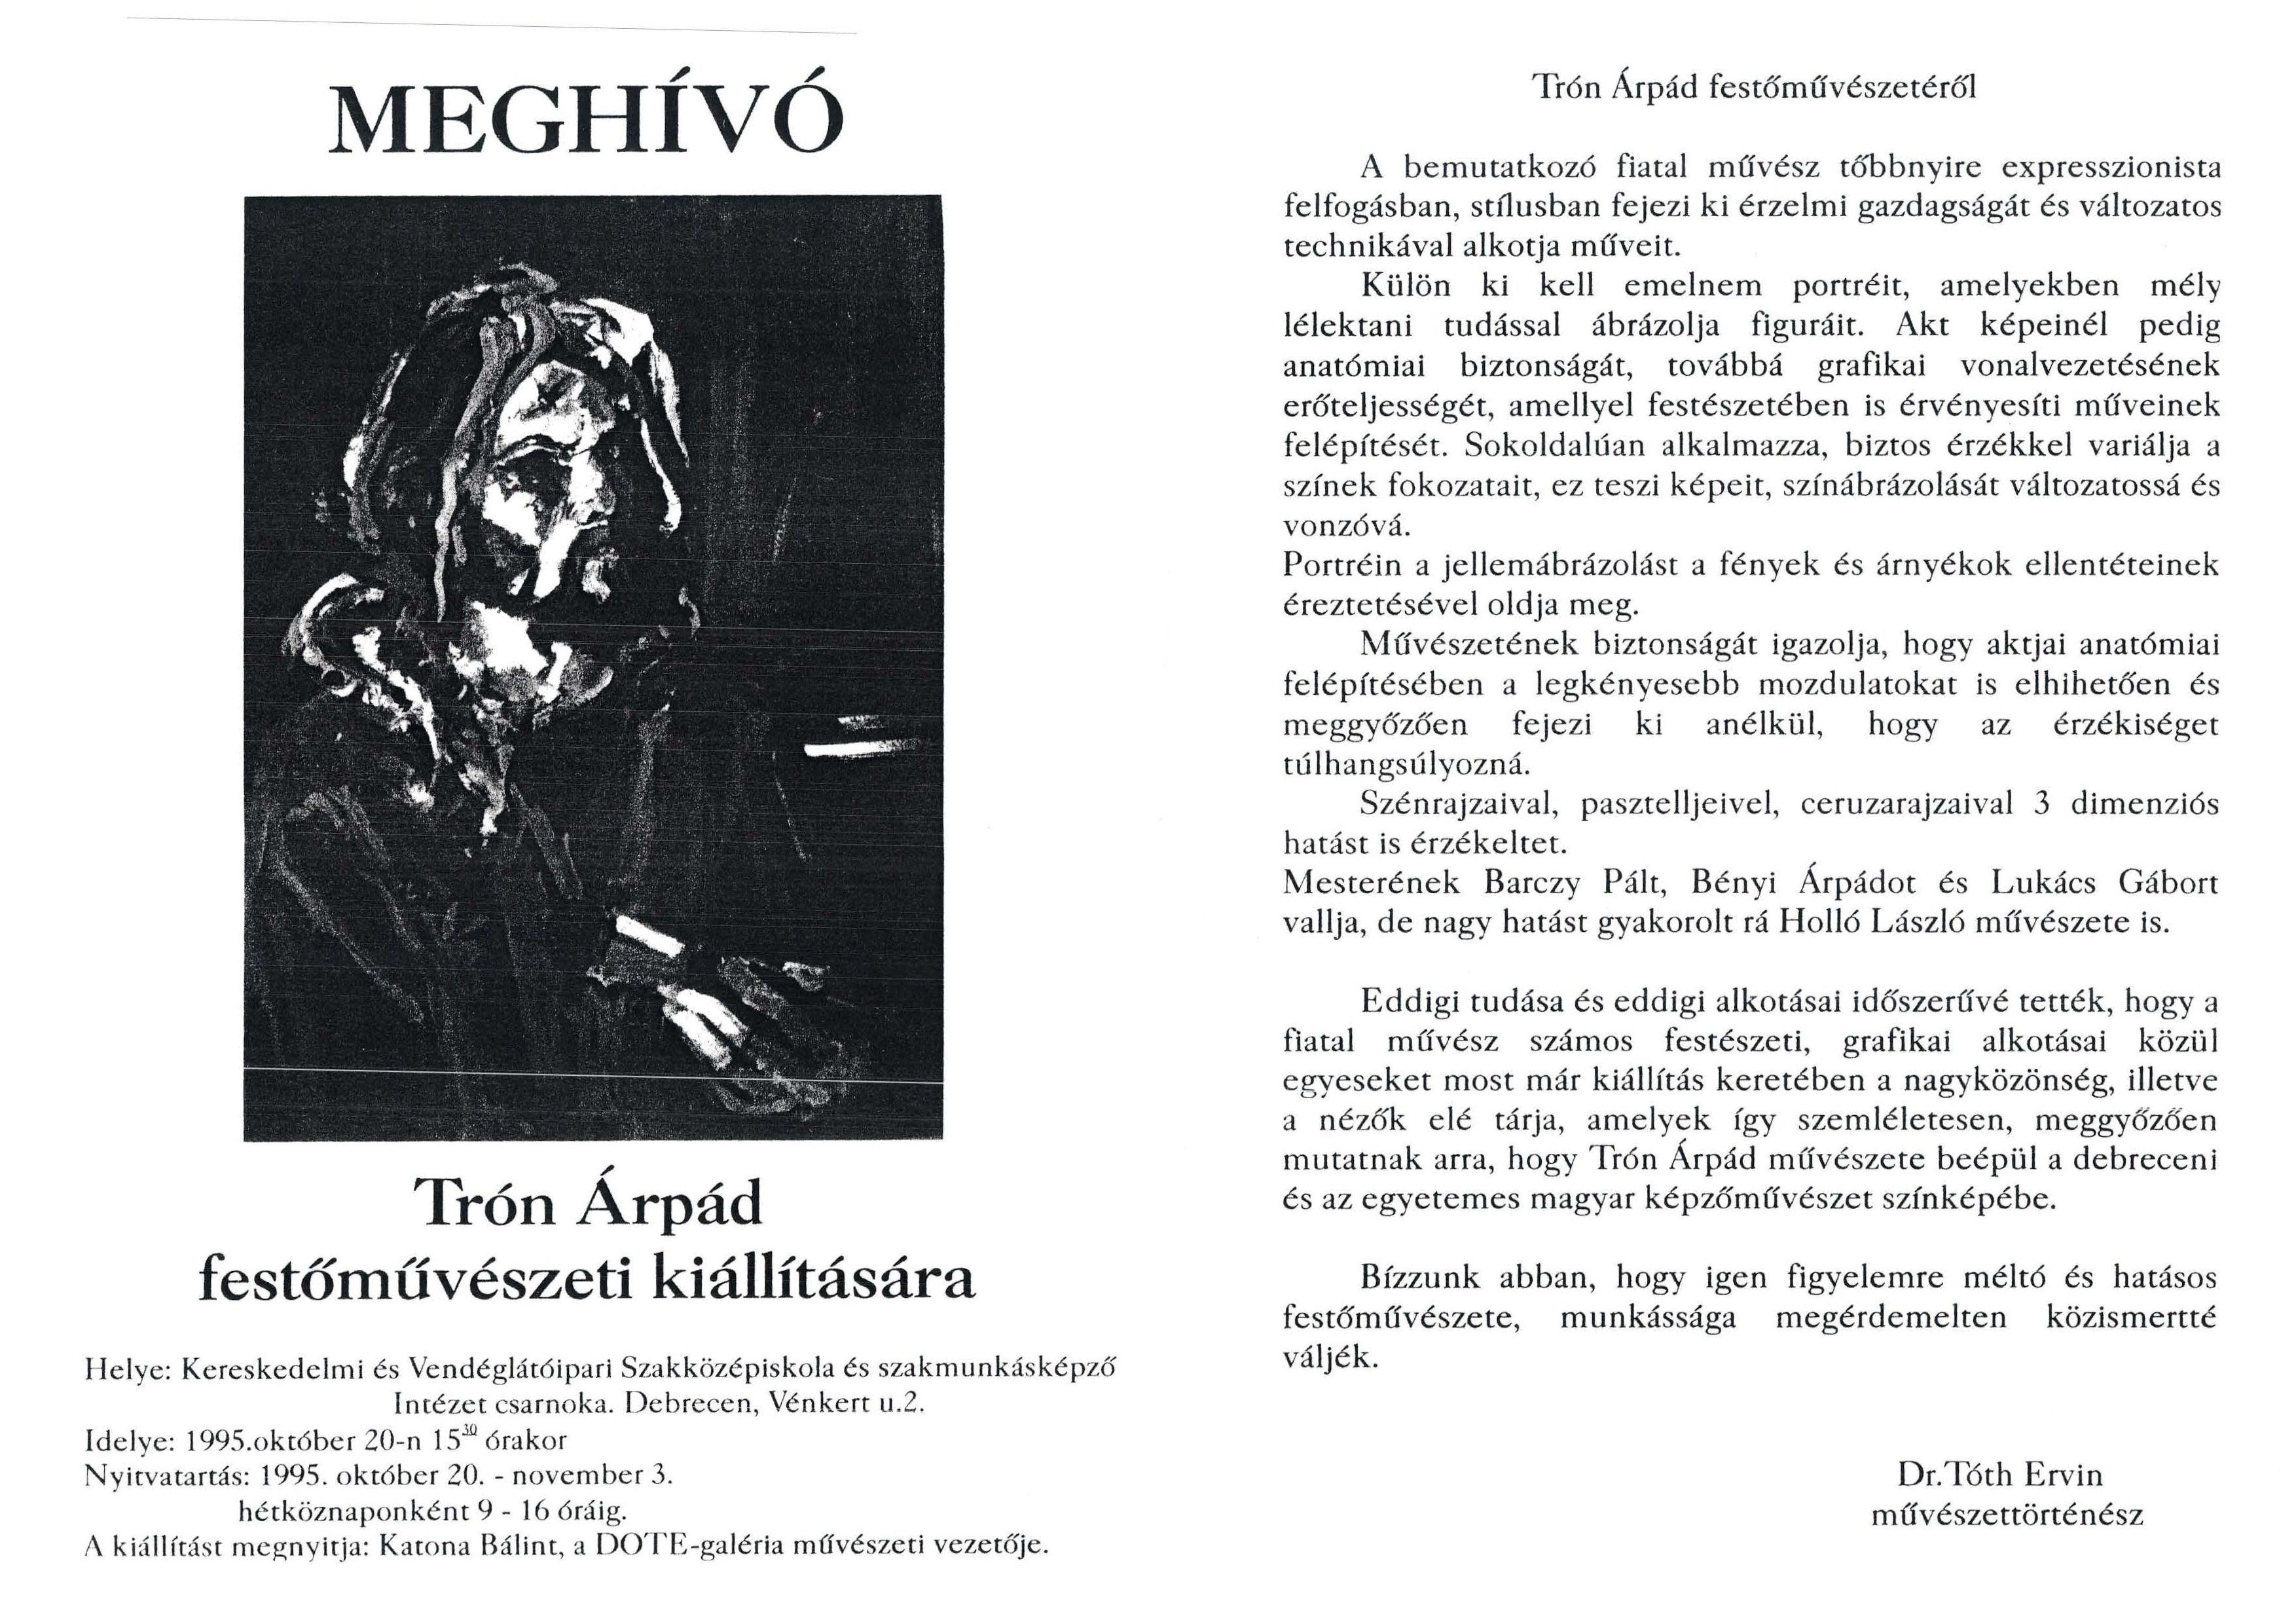 MEGHÍVÓ
Trón Árpád
festőművészeti kiállítására
Helye: Kereskedelmi és Vendéglátóipari Szakközépiskola és szakmunkásképző
Intézet csarnoka. Debrecen, Vénkert u.2.
Idelye: 1995.október 20-n 15³⁰ órakor
Nyitvatartás: 1995. október 20. - november 3.
hétköznaponként 9 - 16 óráig.
A kiállítást megnyitja: Katona Bálint, a DOTE-galéria művészeti vezetője.
Trón Árpád festőművészetéről
A bemutatkozó fiatal művész tőbbnyire expresszionista
felfogásban, stílusban fejezi ki érzelmi gazdagságát és változatos
technikával alkotja műveit.
Külön ki kell emelnem portréit, amelyekben mély
lélektani tudással ábrázolja figuráit. Akt képeinél pedig
anatómiai biztonságát, továbbá grafikai vonalvezetésének
erőteljességét, amellyel festészetében is érvényesíti műveinek
felépítését. Sokoldalúan alkalmazza, biztos érzékkel variálja a
színek fokozatait, ez teszi képeit, színábrázolását változatossá és
vonzóvá.
Portréin a jellemábrázolást a fények és árnyékok ellentéteinek
éreztetésével oldja meg.
Művészetének biztonságát igazolja, hogy aktjai anatómiai
felépítésében a legkényesebb mozdulatokat is elhihetően és
meggyőzően fejezi ki anélkül, hogy az érzékiséget
túlhangsúlyozná.
Szénrajzaival, pasztelljeivel, ceruzarajzaival 3 dimenziós
hatást is érzékeltet.
Mesterének Barczy Pált, Bényi Árpádot és Lukács Gábort
vallja, de nagy hatást gyakorolt rá Holló László művészete is.
Eddigi tudása és eddigi alkotásai időszerűvé tették, hogy a
fiatal művész számos festészeti, grafikai alkotásai közül
egyeseket most már kiállítás keretében a nagyközönség, illetve
a nézők elé tárja, amelyek így szemléletesen, meggyőzően
mutatnak arra, hogy Trón Árpád művészete beépül a debreceni
és az egyetemes magyar képzőművészet színképébe.
Bízzunk abban, hogy igen figyelemre méltó és hatásos
festőművészete, munkássága megérdemelten közismertté
váljék.
Dr.Tóth Ervin
művészettörténész